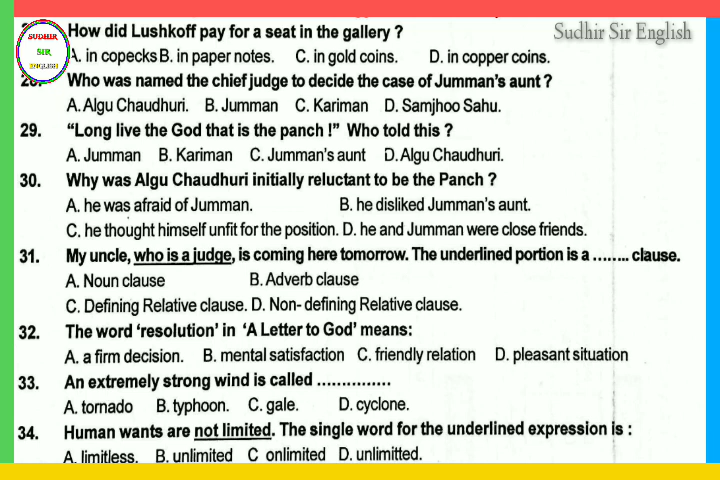 Sudhir Sir English
SUDHIR
SIR
ENGLISH
How did Lushkoff pay for a seat in the gallery ?
A. in copecks B. in paper notes. C. in gold coins. D. in copper coins.
28. Who was named the chief judge to decide the case of Jumman's aunt ?
A. Algu Chaudhuri. B. Jumman C. Kariman D. Samjhoo Sahu.
29. “Long live the God that is the panch !” Who told this ?
A. Jumman B. Kariman C. Jumman's aunt D. Algu Chaudhuri.
30. Why was Algu Chaudhuri initially reluctant to be the Panch ?
A. he was afraid of Jumman. B. he disliked Jumman's aunt.
C. he thought himself unfit for the position. D. he and Jumman were close friends.
31. My uncle, who is a judge, is coming here tomorrow. The underlined portion is a ........ clause.
A. Noun clause B. Adverb clause
C. Defining Relative clause. D. Non- defining Relative clause.
32. The word ‘resolution’ in ‘A Letter to God’ means:
A. a firm decision. B. mental satisfaction C. friendly relation D. pleasant situation
33. An extremely strong wind is called ...............
A. tornado B. typhoon. C. gale. D. cyclone.
34. Human wants are not limited. The single word for the underlined expression is :
A. limitless. B. unlimited C onlimited D. unlimitted.